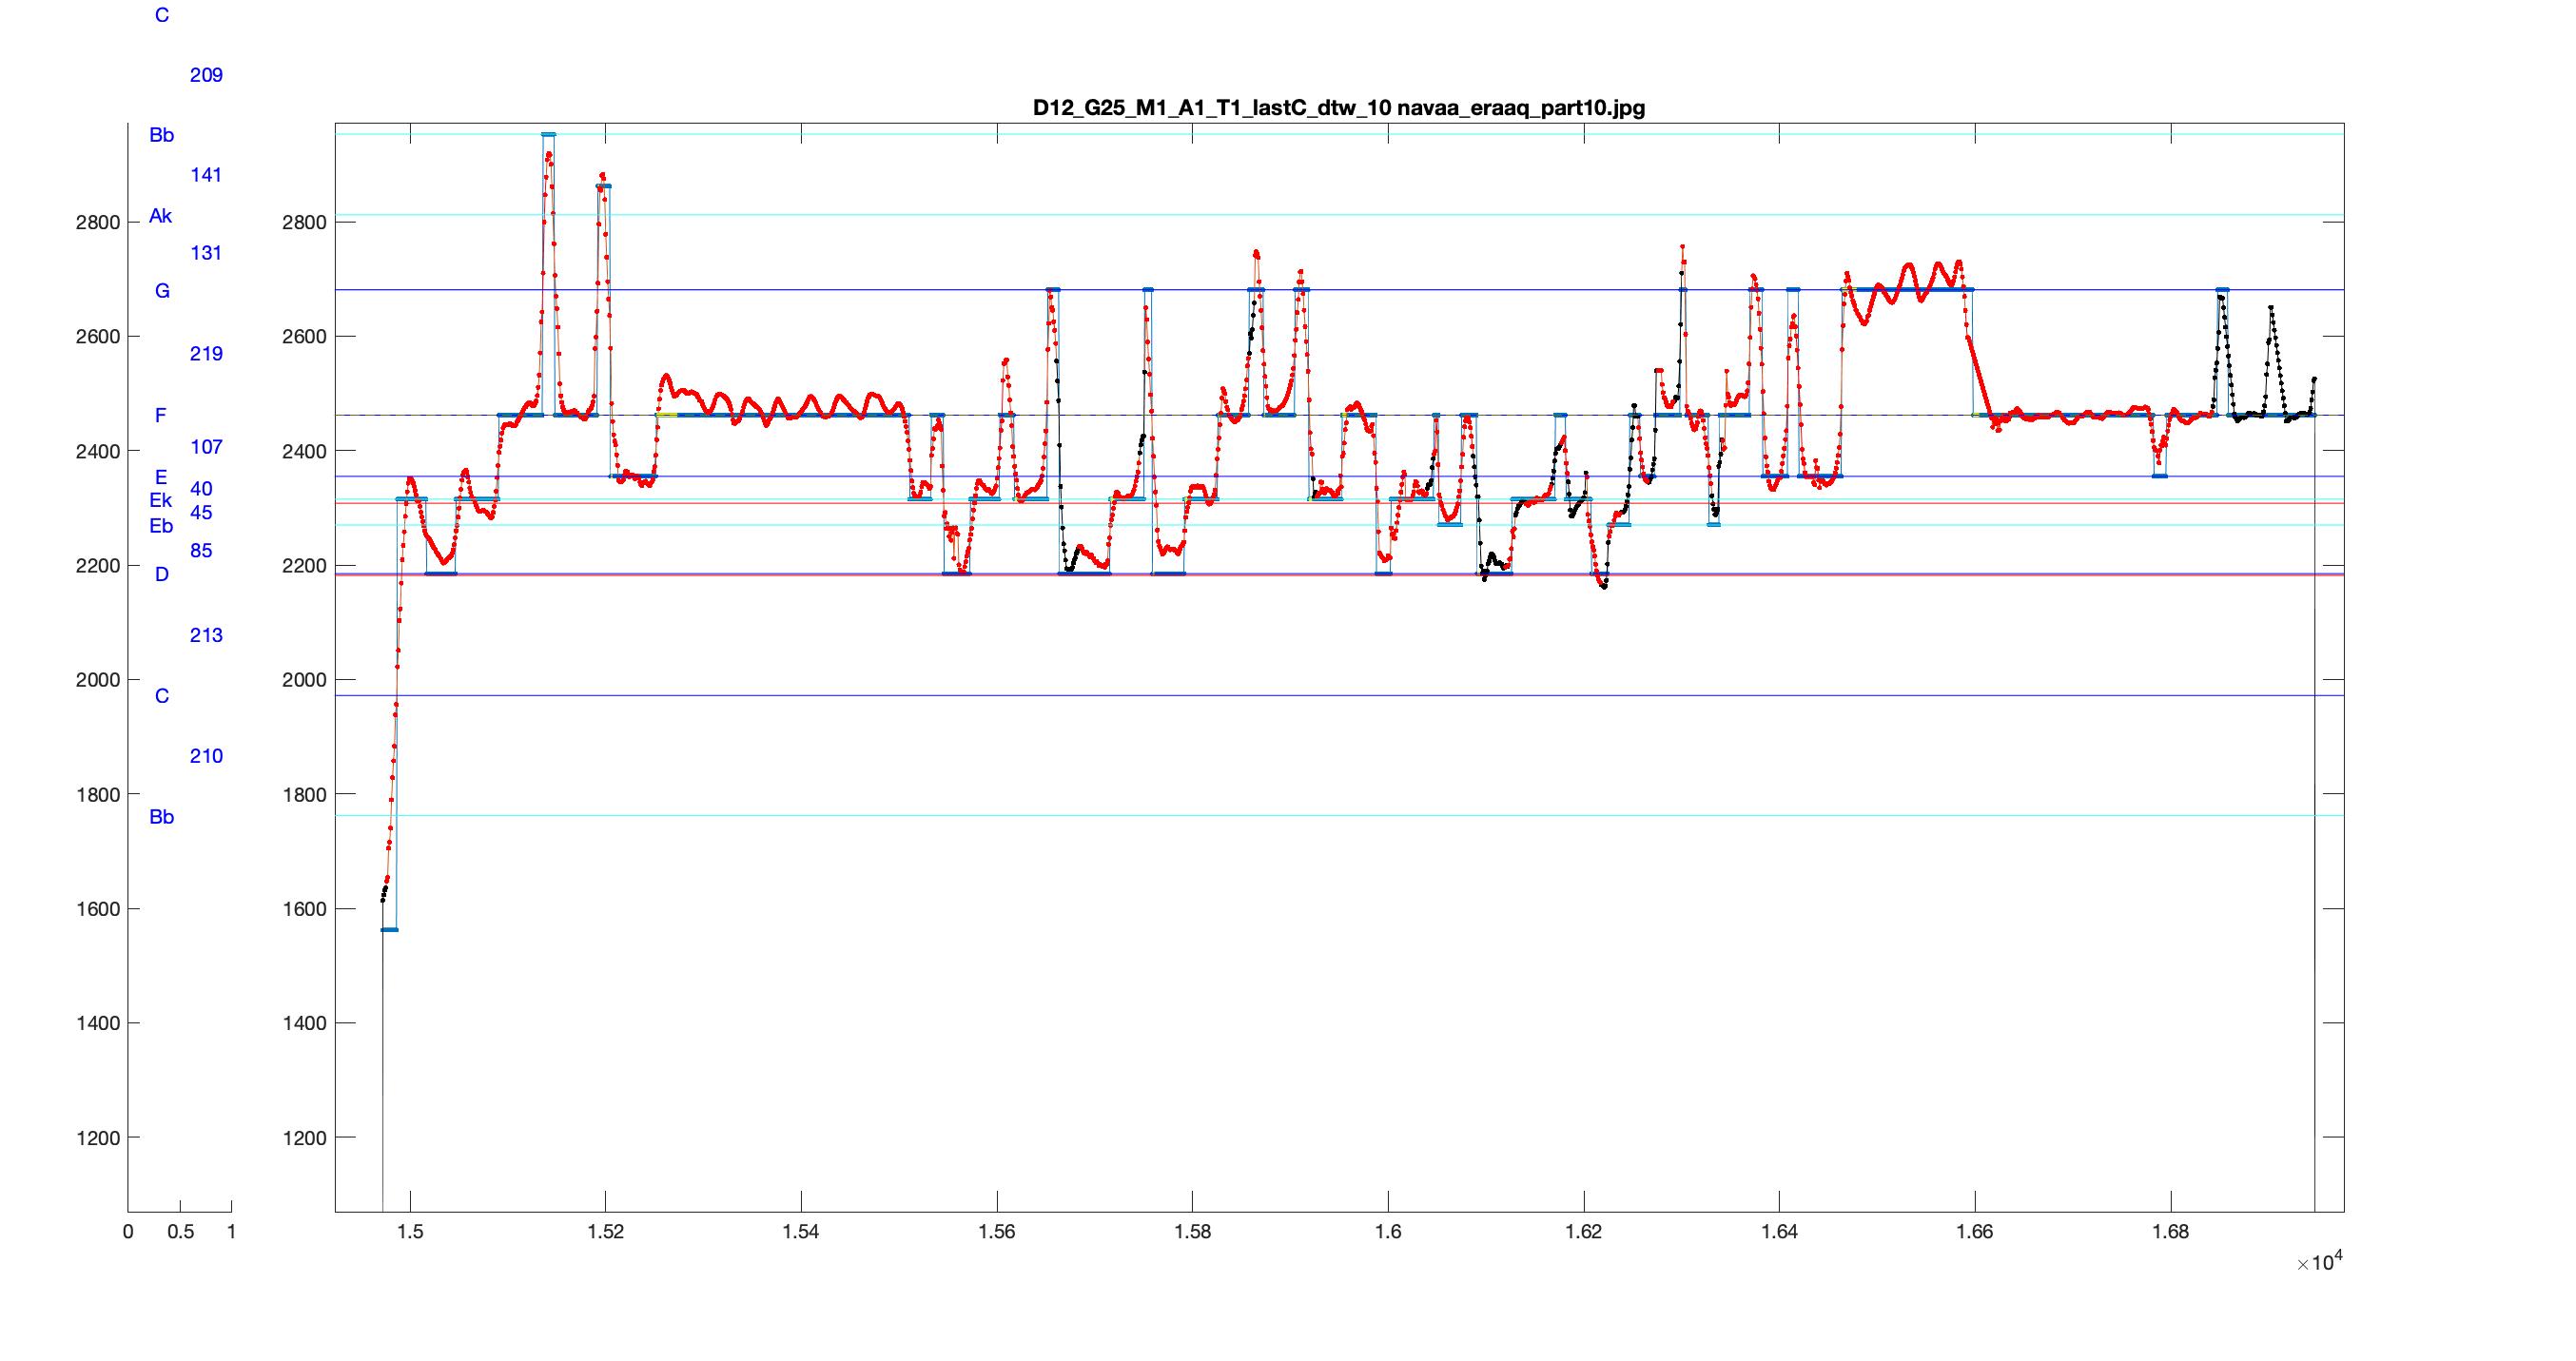 C
209
D12_G25_M1_A1_T1_lastC_dtw_10 navaa_eraaq_part10.jpg
Bb
141
2800 Ak 2800
131
G
2600 2600
219
F
2400 107 2400
E
40
Ek
45
Eb
85
2200 D 2200
213
2000 C 2000
210
1800 Bb 1800
1600 1600
1400 1400
1200 1200
0 0.5 1 1.5 1.52 1.54 1.56 1.58 1.6 1.62 1.64 1.66 1.68
×10⁴